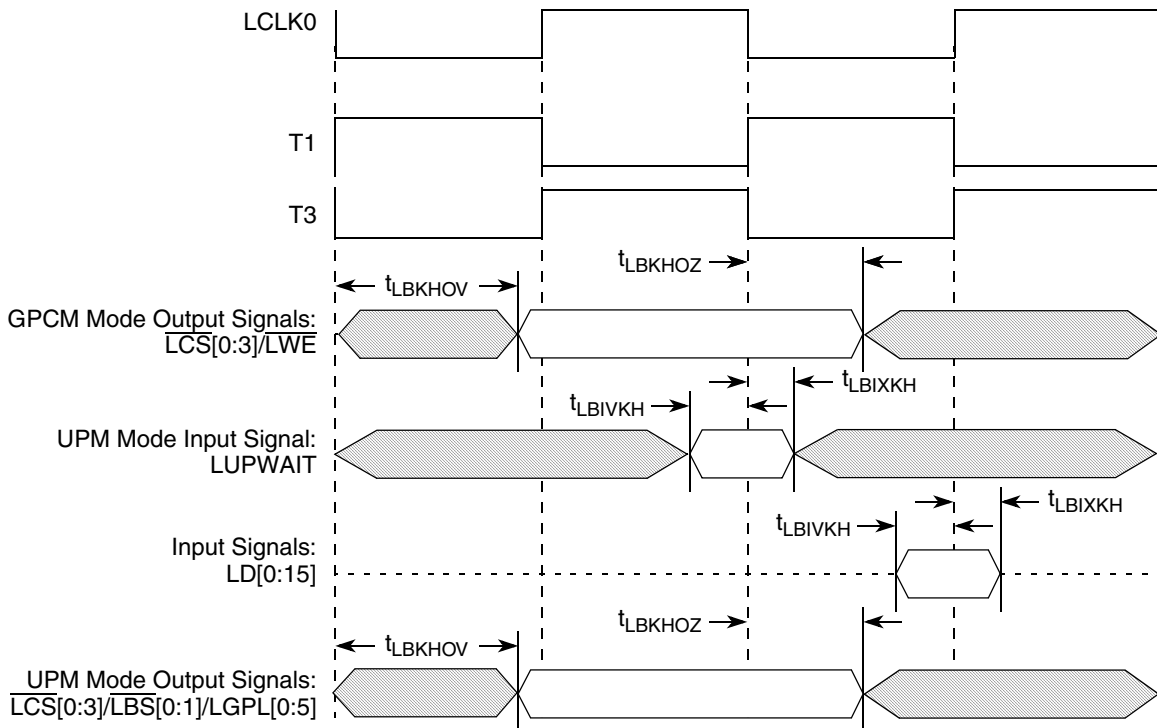 LCLK0
T1
T3
tLBKHOZ
tLBKHOV
GPCM Mode Output Signals:
LCS[0:3]/LWE
tLBIXKH
tLBIVKH
UPM Mode Input Signal:
LUPWAIT
tLBIXKH
tLBIVKH
Input Signals:
LD[0:15]
tLBKHOZ
tLBKHOV
UPM Mode Output Signals:
LCS[0:3]/LBS[0:1]/LGPL[0:5]